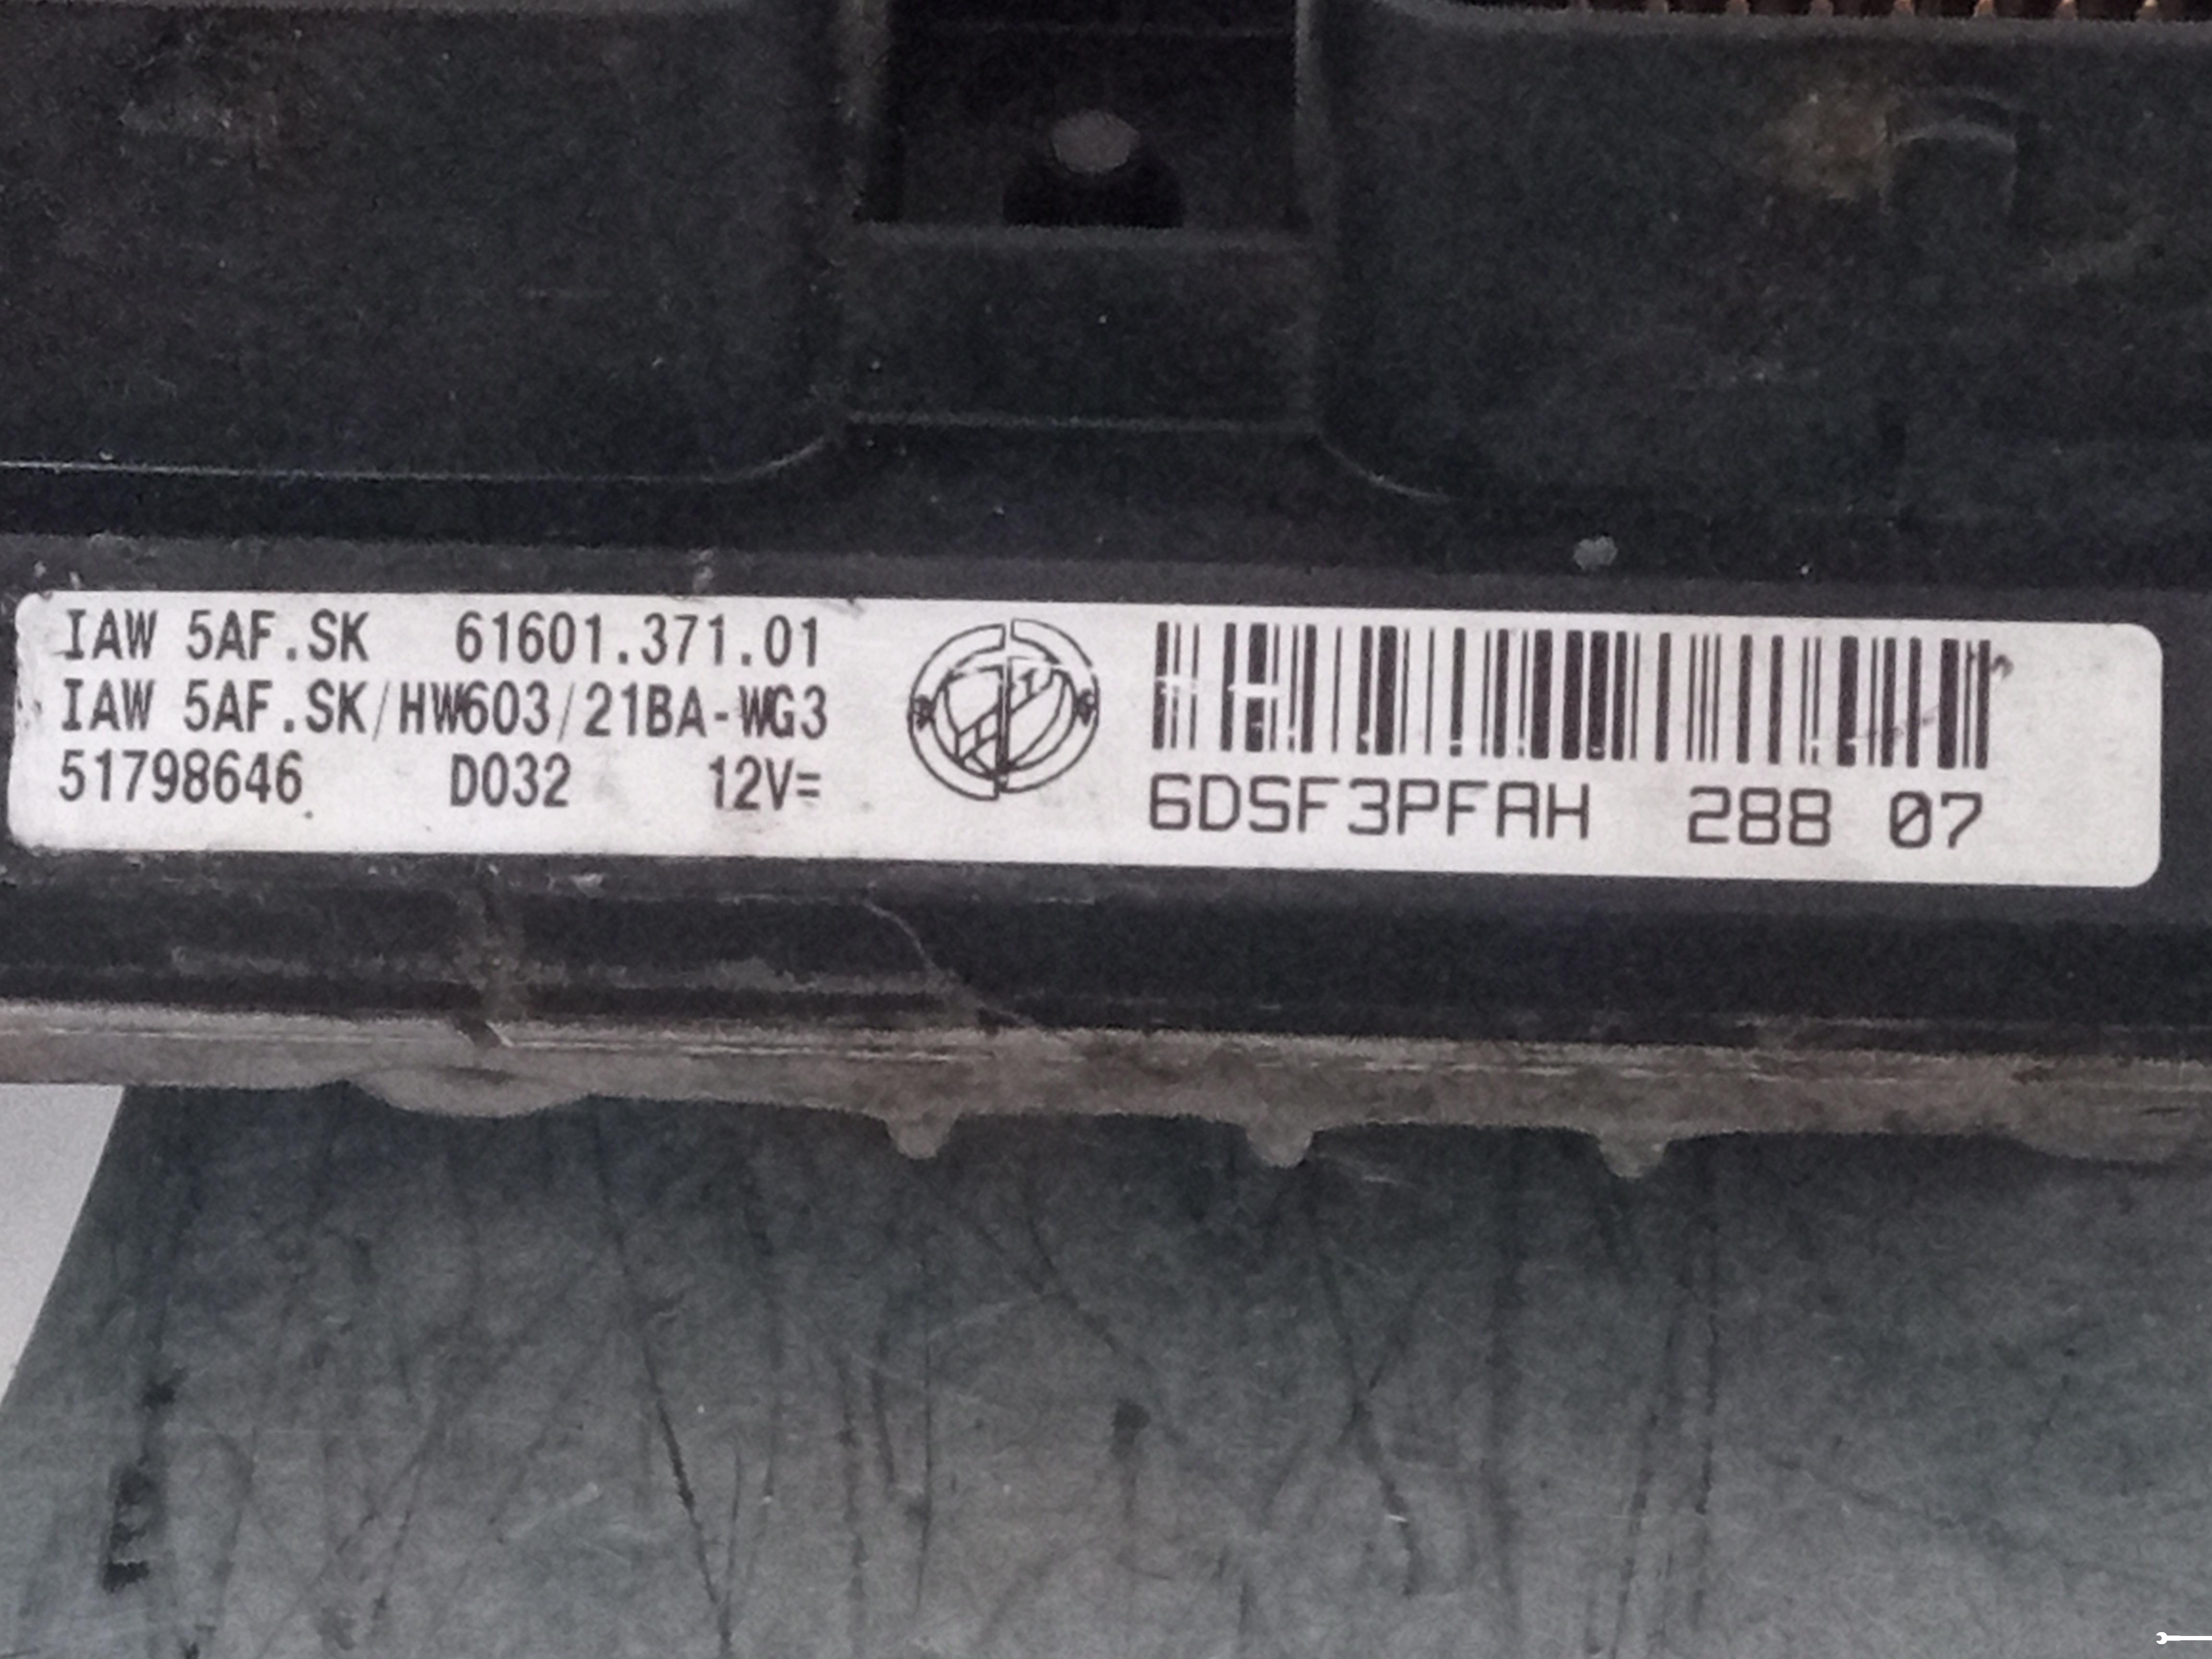 IAW 5AF.SK 61601.371.01
IAW 5AF.SK/HW603/21BA-WG3
51798646 D032 12V=
6DSF3PFAH 288 07